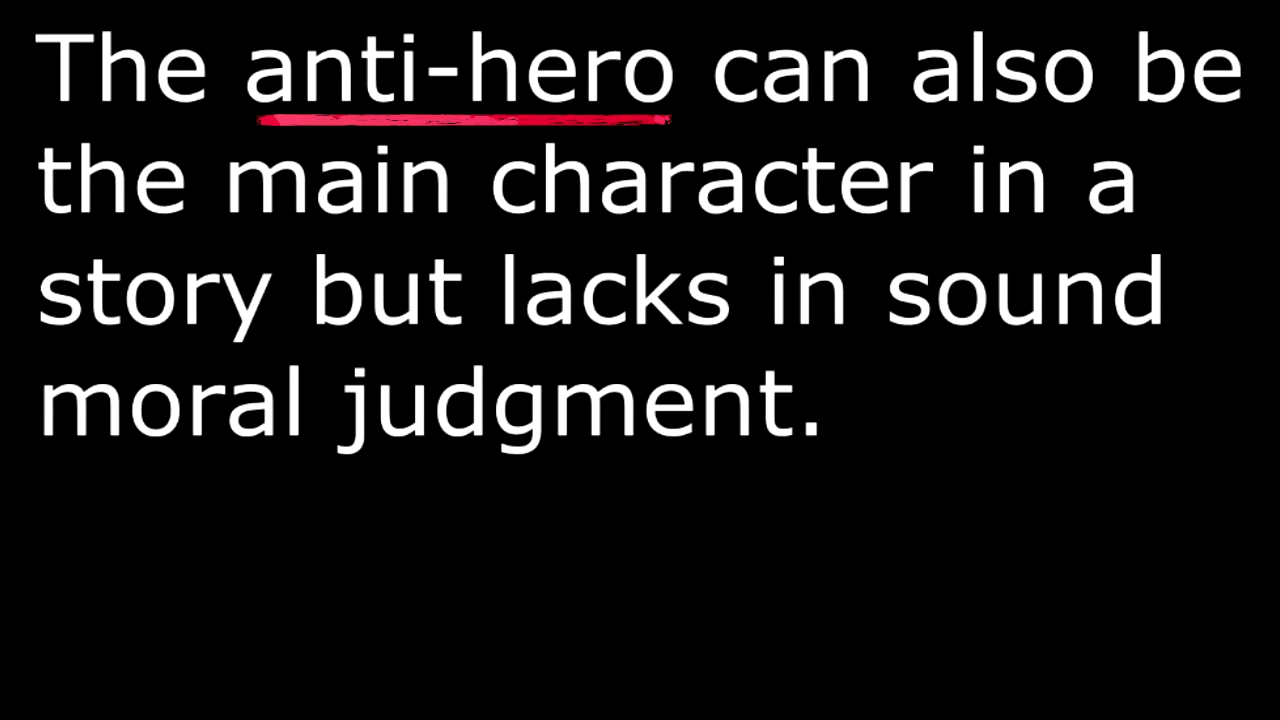 The anti-hero can also be
the main character in a
story but lacks in sound
moral judgment.